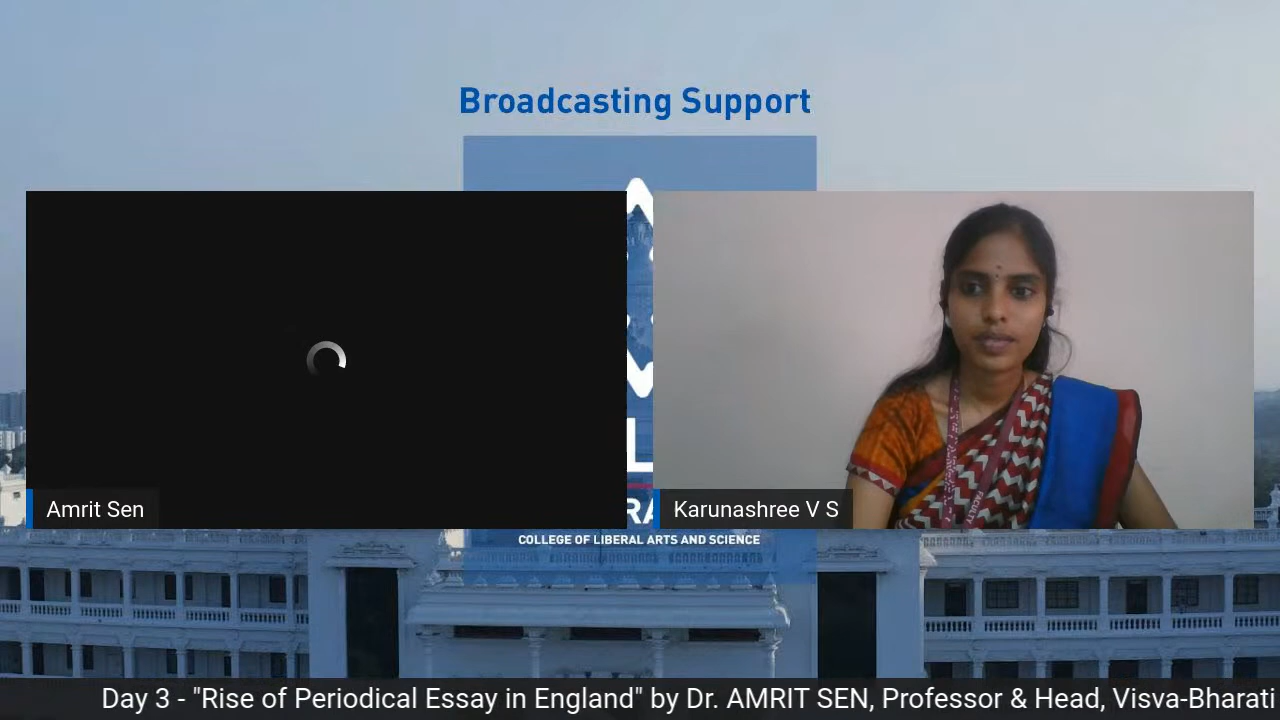 Broadcasting Support
Amrit Sen
Karunashree V S
FACULTY
COLLEGE OF LIBERAL ARTS AND SCIENCE
Day 3 - "Rise of Periodical Essay in England" by Dr. AMRIT SEN, Professor & Head, Visva-Bharati